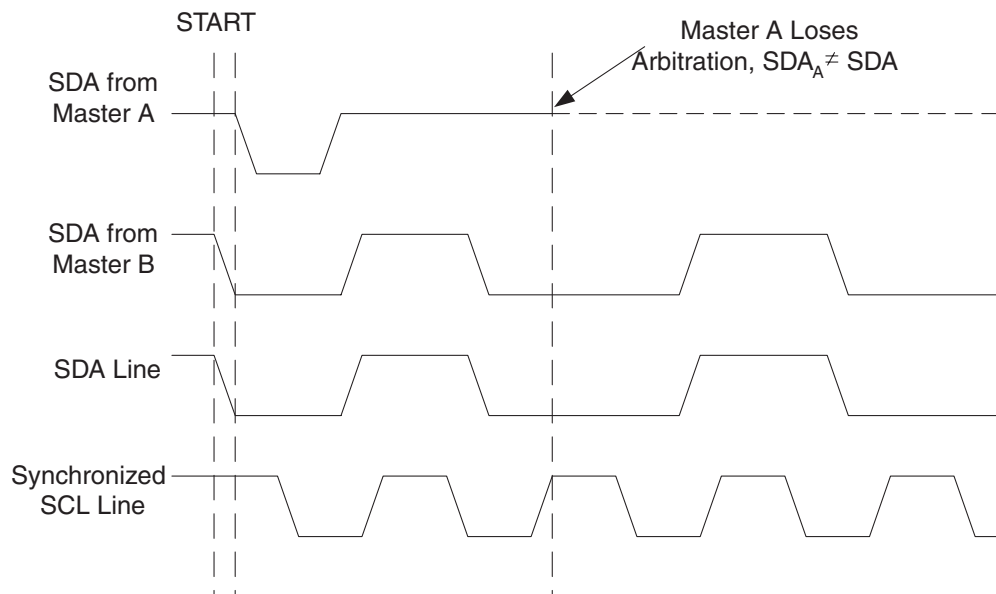 START
Master A Loses
Arbitration, SDA_A ≠ SDA
SDA from
Master A
SDA from
Master B
SDA Line
Synchronized
SCL Line